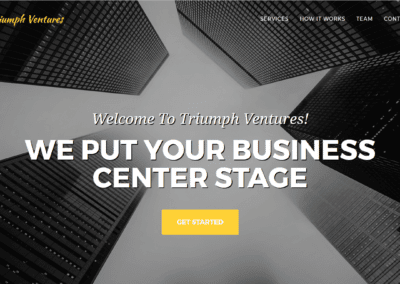 iumph Ventures
SERVICES HOW IT WORKS TEAM CONT
Welcome To Triumph Ventures!
WE PUT YOUR BUSINESS
CENTER STAGE
GET STARTED